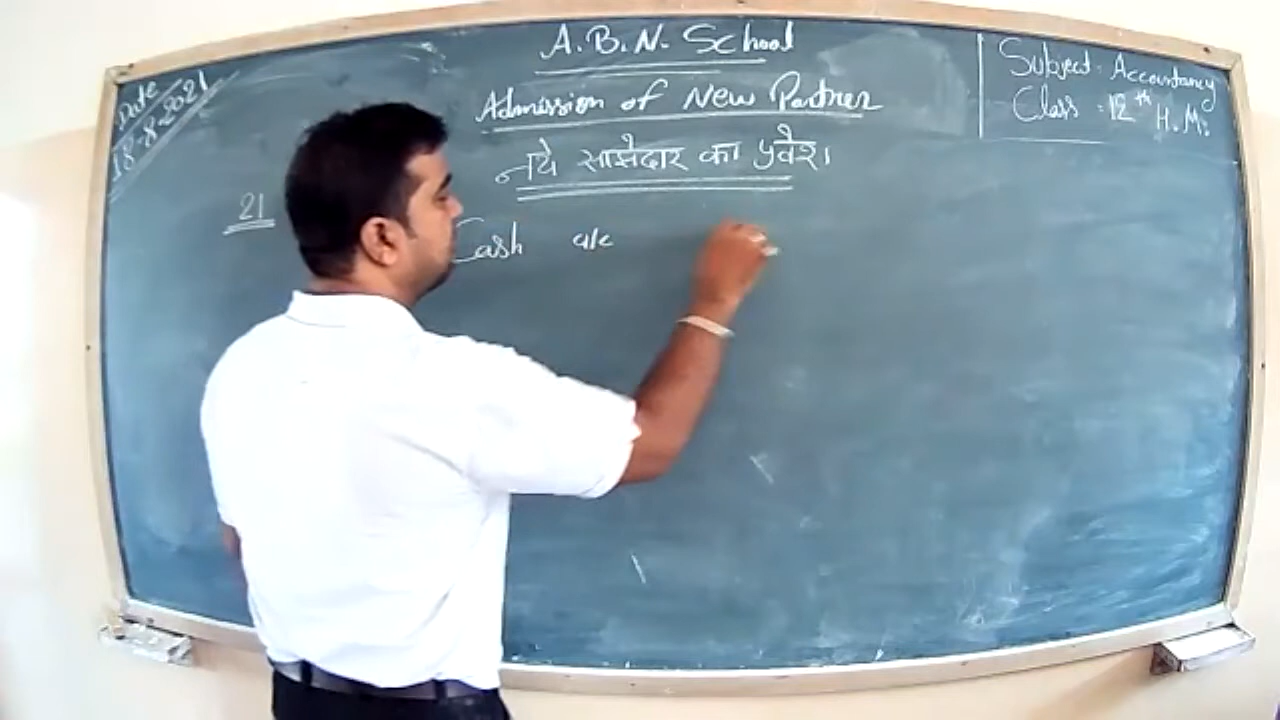 A.B.N. School
Admission of New Partner
नये साझेदार का प्रवेश।
Date
18-8-2021
Subject: Accountancy
Class: 12th H.M.
21
Cash a/c